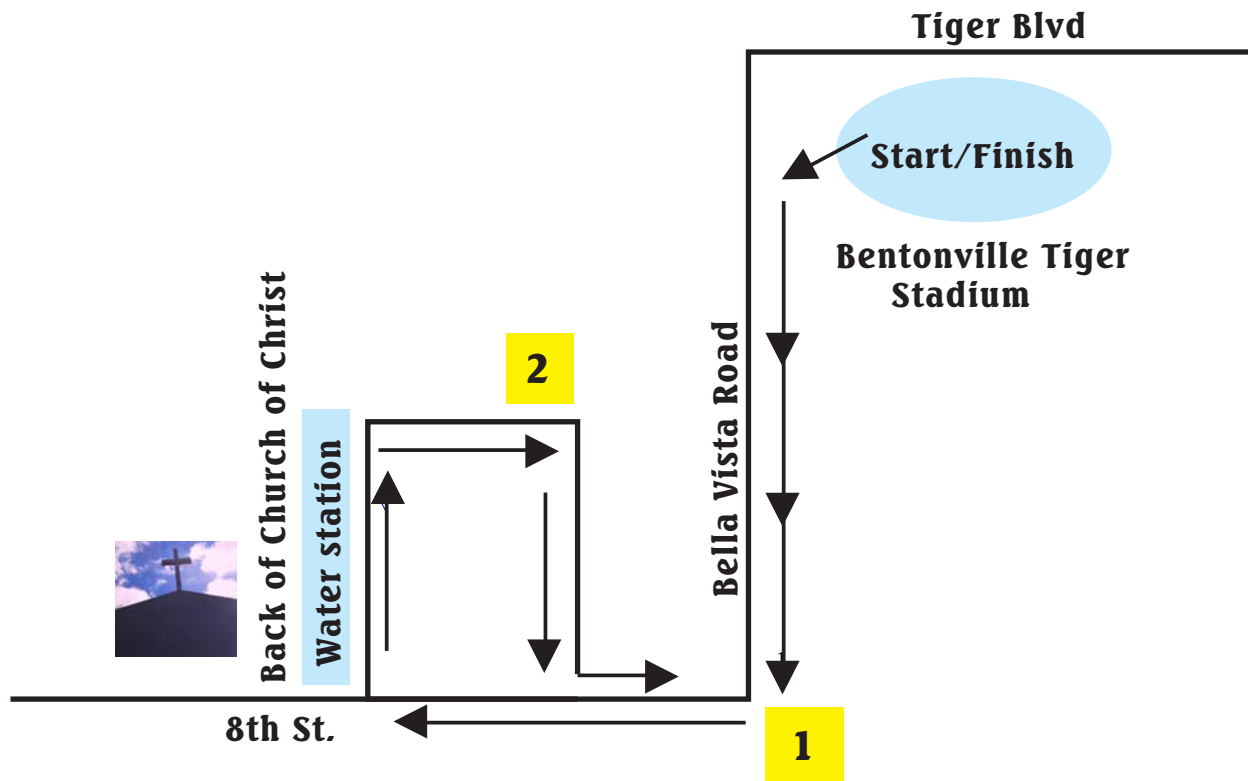 Tiger Blvd
Start/Finish
Bentonville Tiger
Stadium
Bella Vista Road
2
Back of Church of Christ
Water station
8th St.
1